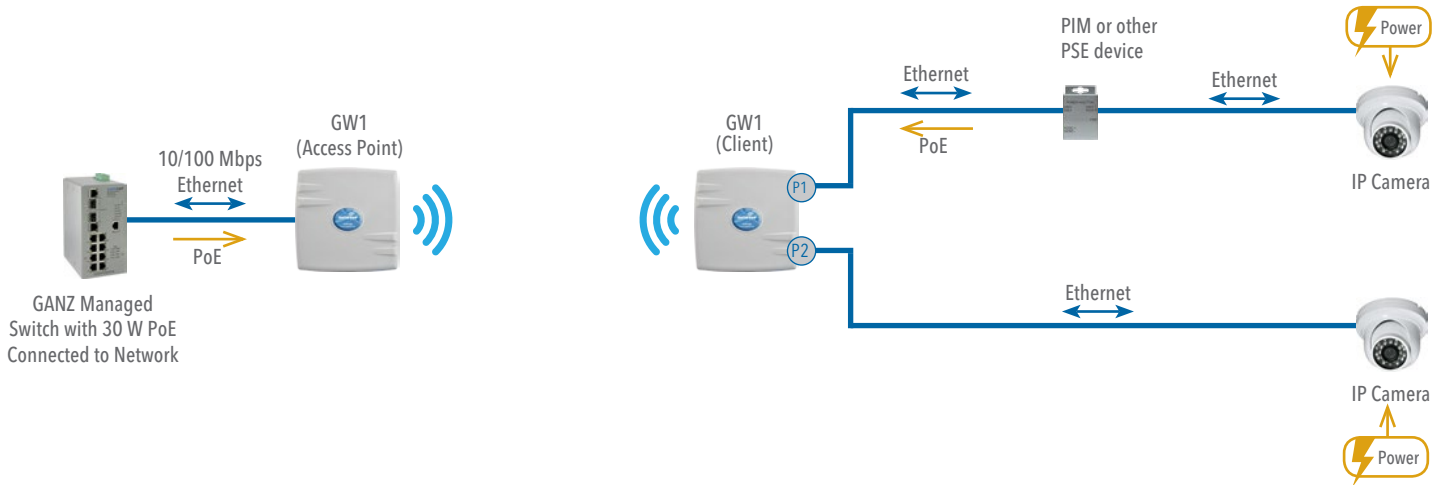 GANZ Managed
Switch with 30 W PoE
Connected to Network
10/100 Mbps
Ethernet
PoE
GW1
(Access Point)
GW1
(Client)
P1
P2
Ethernet
PoE
PIM or other
PSE device
Ethernet
Power
IP Camera
Ethernet
IP Camera
Power